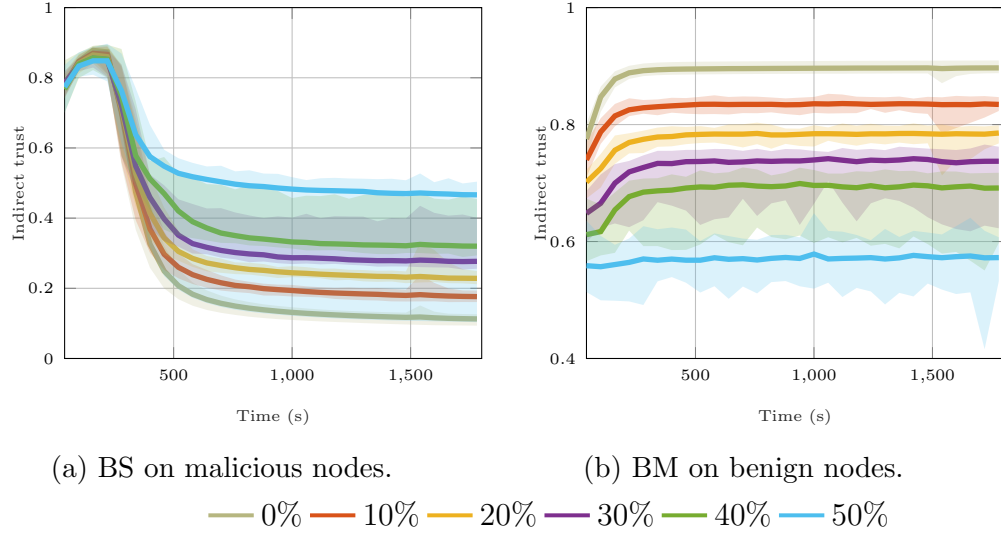 1
0.8
0.6
0.4
0.2
0
500
1,000
1,500
Indirect trust
Time (s)
(a) BS on malicious nodes.
1
0.8
0.6
0.4
500
1,000
1,500
Indirect trust
Time (s)
(b) BM on benign nodes.
0% 10% 20% 30% 40% 50%